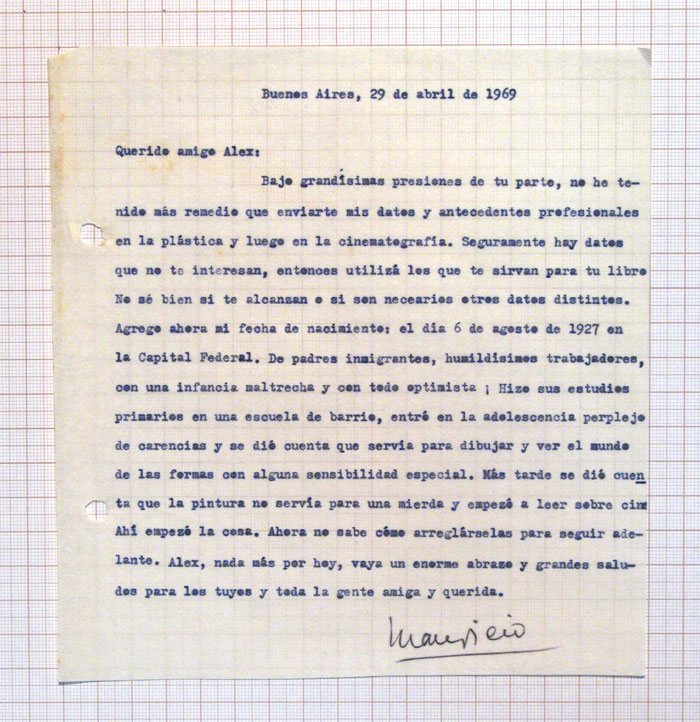 Buenos Aires, 29 de abril de 1969
Querido amigo Alex:
Bajo grandísimas presiones de tu parte, no he te-
nido más remedio que enviarte mis datos y antecedentes profesionales
en la plástica y luego en la cinematografía. Seguramente hay datos
que no te interesan, entonces utilizá los que te sirvan para tu libro
No sé bien si te alcanzan o si son necearios otros datos distintos.
Agrego ahora mi fecha de nacimiento: el dia 6 de agosto de 1927 en
la Capital Federal. De padres inmigrantes, humildísimos trabajadores,
con una infancia maltrecha y con todo optimista ¡ Hizo sus estudios
primarios en una escuela de barrio, entró en la adolescencia perplejo
de carencias y se dió cuenta que servía para dibujar y ver el mundo
de las formas con alguna sensibilidad especial. Más tarde se dió cuen
ta que la pintura no servía para una mierda y empezó a leer sobre cine
Ahí empezó la cosa. Ahora no sabe cómo arreglárselas para seguir ade-
lante. Alex, nada más por hoy, vaya un enorme abrazo y grandes salu-
dos para los tuyos y toda la gente amiga y querida.
Mauricio